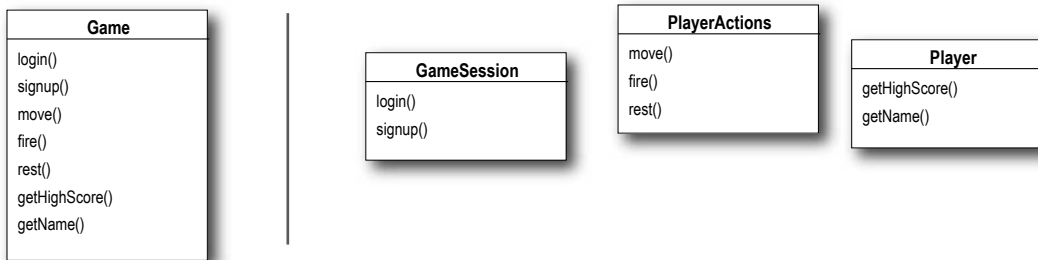 Game
login()
signup()
move()
fire()
rest()
getHighScore()
getName()
GameSession
login()
signup()
PlayerActions
move()
fire()
rest()
Player
getHighScore()
getName()